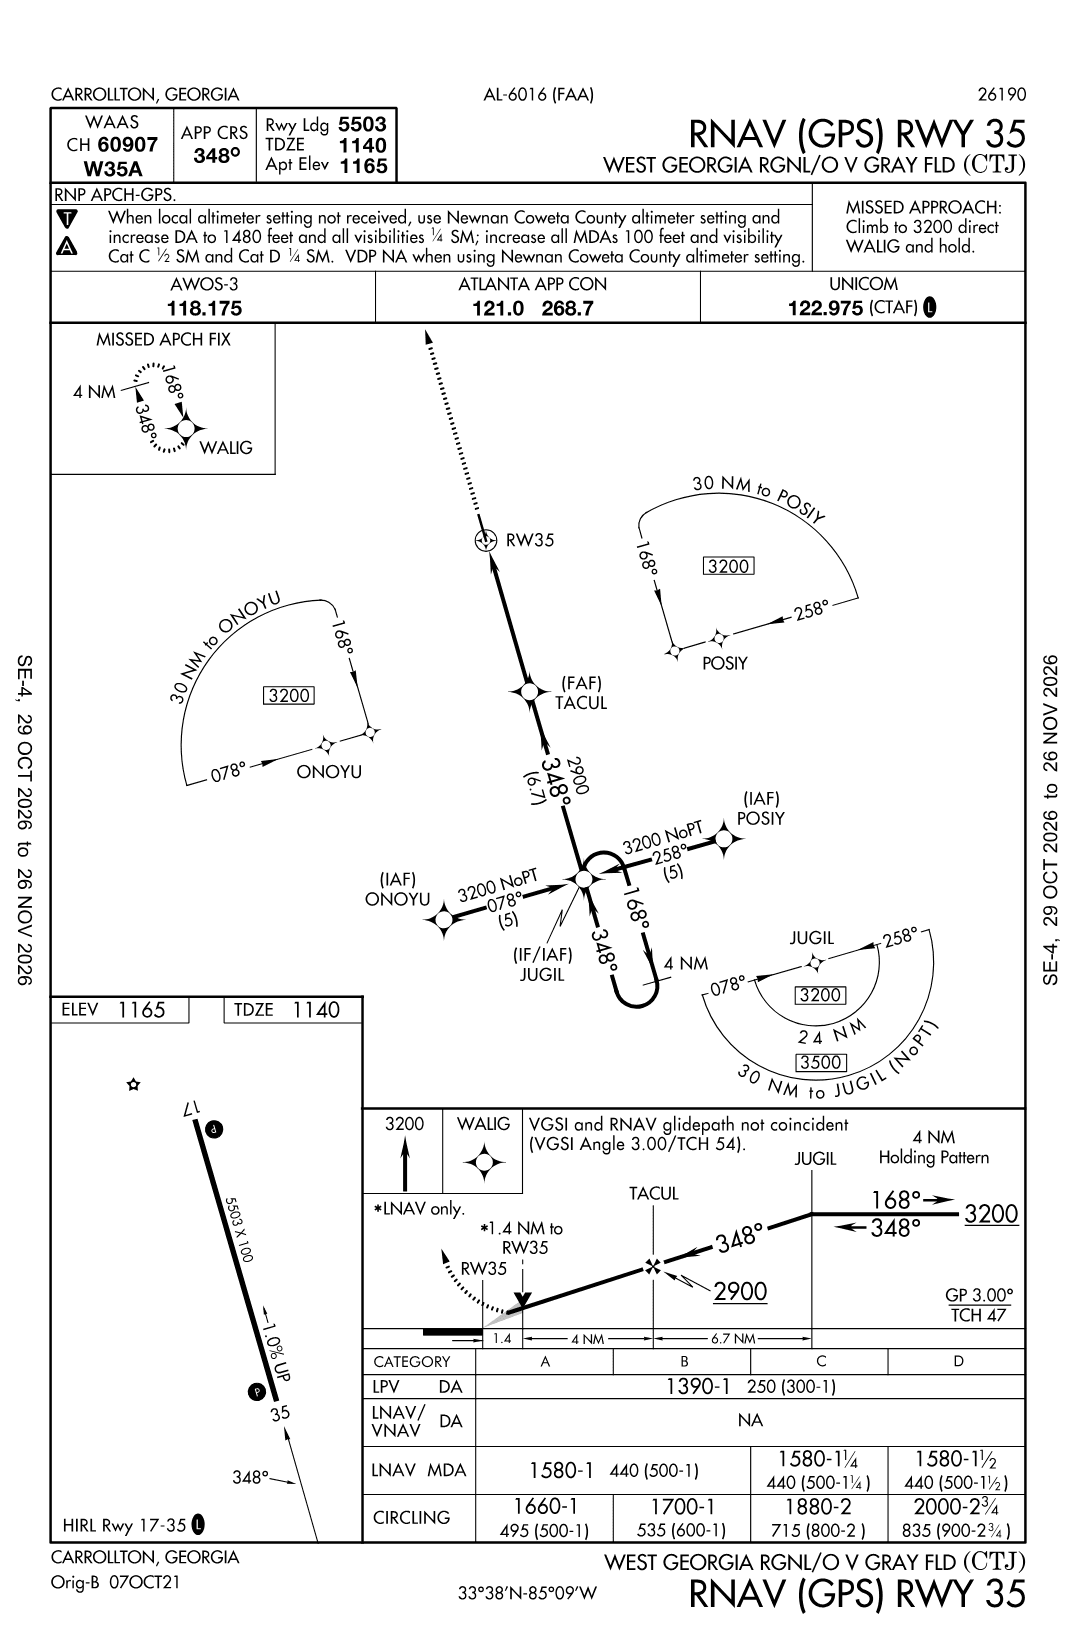 CARROLLTON, GEORGIA
AL-6016 (FAA)
26190
WAAS
CH 60907
W35A
APP CRS
348°
Rwy Ldg 5503
TDZE 1140
Apt Elev 1165
RNAV (GPS) RWY 35
WEST GEORGIA RGNL/O V GRAY FLD (CTJ)
RNP APCH-GPS.
T
A
When local altimeter setting not received, use Newnan Coweta County altimeter setting and
increase DA to 1480 feet and all visibilities ¼ SM; increase all MDAs 100 feet and visibility
Cat C ½ SM and Cat D ¼ SM. VDP NA when using Newnan Coweta County altimeter setting.
MISSED APPROACH:
Climb to 3200 direct
WALIG and hold.
AWOS-3
118.175
ATLANTA APP CON
121.0 268.7
UNICOM
122.975 (CTAF) L
MISSED APCH FIX
4 NM
168°
348°
WALIG
RW35
30 NM to POSIY
168°
3200
258°
POSIY
30 NM to ONOYU
168°
3200
078°
ONOYU
(FAF)
TACUL
2900
348°
(6.7)
(IAF)
POSIY
3200 NoPT
258°
(5)
(IAF)
ONOYU
3200 NoPT
078°
(5)
(IF/IAF)
JUGIL
348°
168°
4 NM
JUGIL
258°
078°
3200
24 NM
3500
30 NM to JUGIL (NoPT)
SE-4, 29 OCT 2026 to 26 NOV 2026
SE-4, 29 OCT 2026 to 26 NOV 2026
ELEV 1165
TDZE 1140
17
P
5503 X 100
1.0% UP
P
35
348°
HIRL Rwy 17-35 L
3200
WALIG
VGSI and RNAV glidepath not coincident
(VGSI Angle 3.00/TCH 54).
4 NM
Holding Pattern
JUGIL
TACUL
*LNAV only.
*1.4 NM to
RW35
RW35
168°
348°
3200
348°
2900
GP 3.00°
TCH 47
1.4
4 NM
6.7 NM
CATEGORY A B C D
LPV DA 1390-1 250 (300-1)
LNAV/
VNAV DA NA
LNAV MDA 1580-1 440 (500-1) 1580-1¼ 1580-1½
440 (500-1¼) 440 (500-1½)
CIRCLING 1660-1 1700-1 1880-2 2000-2¾
495 (500-1) 535 (600-1) 715 (800-2) 835 (900-2¾)
CARROLLTON, GEORGIA
Orig-B 07OCT21
33°38'N-85°09'W
WEST GEORGIA RGNL/O V GRAY FLD (CTJ)
RNAV (GPS) RWY 35